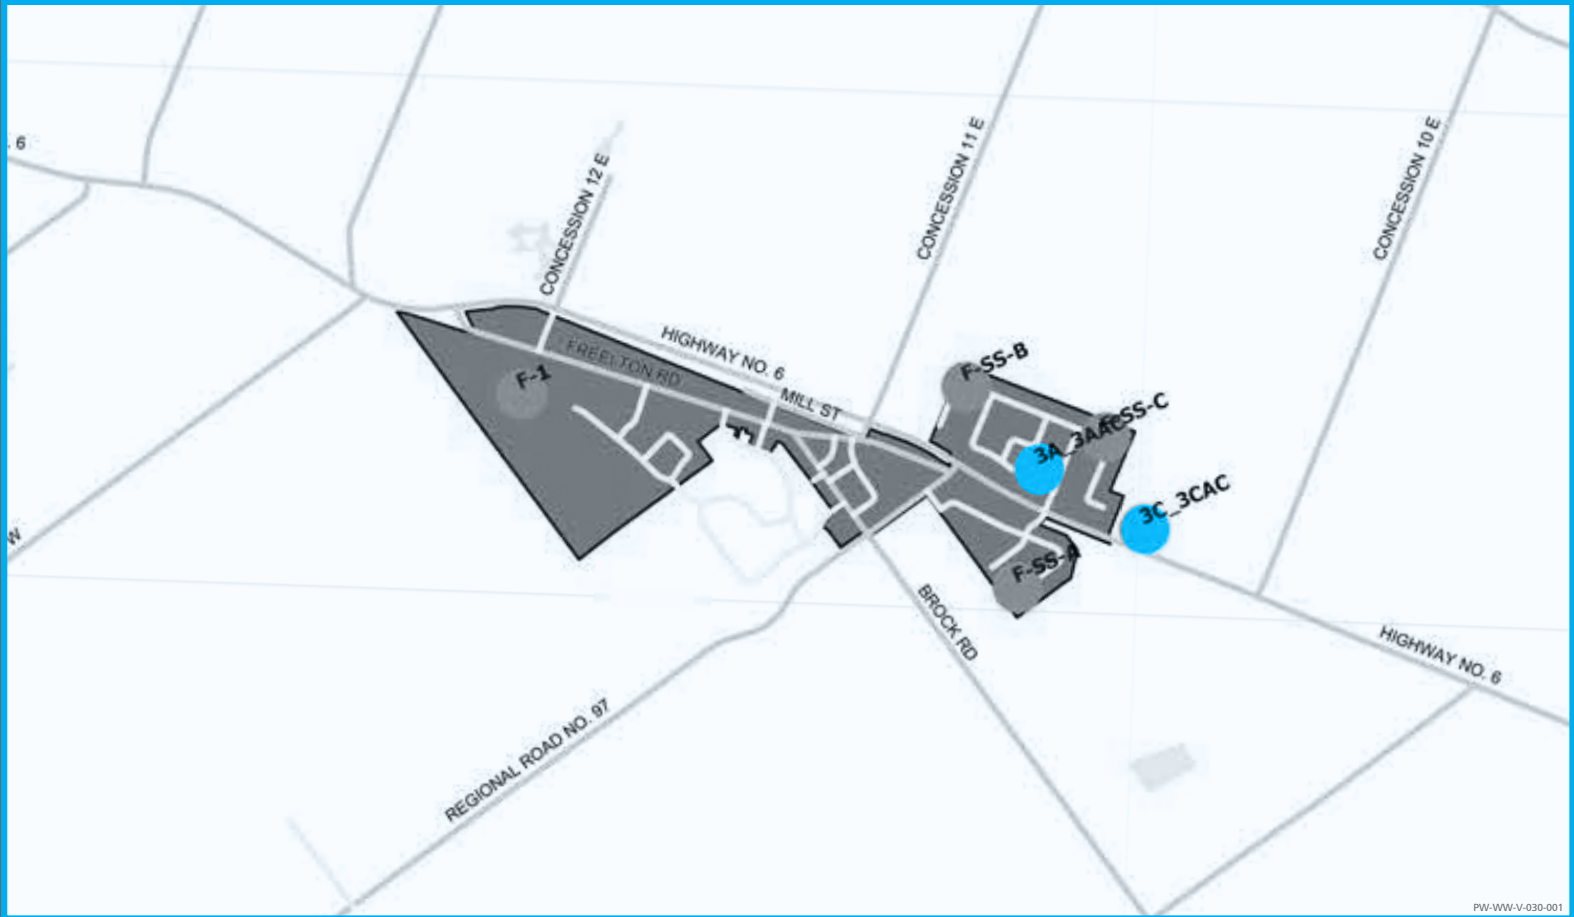 . 6
CONCESSION 12 E
CONCESSION 11 E
CONCESSION 10 E
HIGHWAY NO. 6
FREELTON RD
F-1
MILL ST
F-SS-B
SS-C
3A_3AAC
3C_3CAC
F-SS-A
W
BROCK RD
HIGHWAY NO. 6
REGIONAL ROAD NO. 97
PW-WW-V-030-001